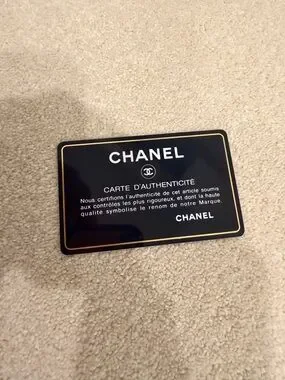 CHANEL
CARTE D'AUTHENTICITÉ
Nous certifions l'authenticité de cet article soumis
aux contrôles les plus rigoureux, et dont la haute
qualité symbolise le renom de notre Marque.
CHANEL